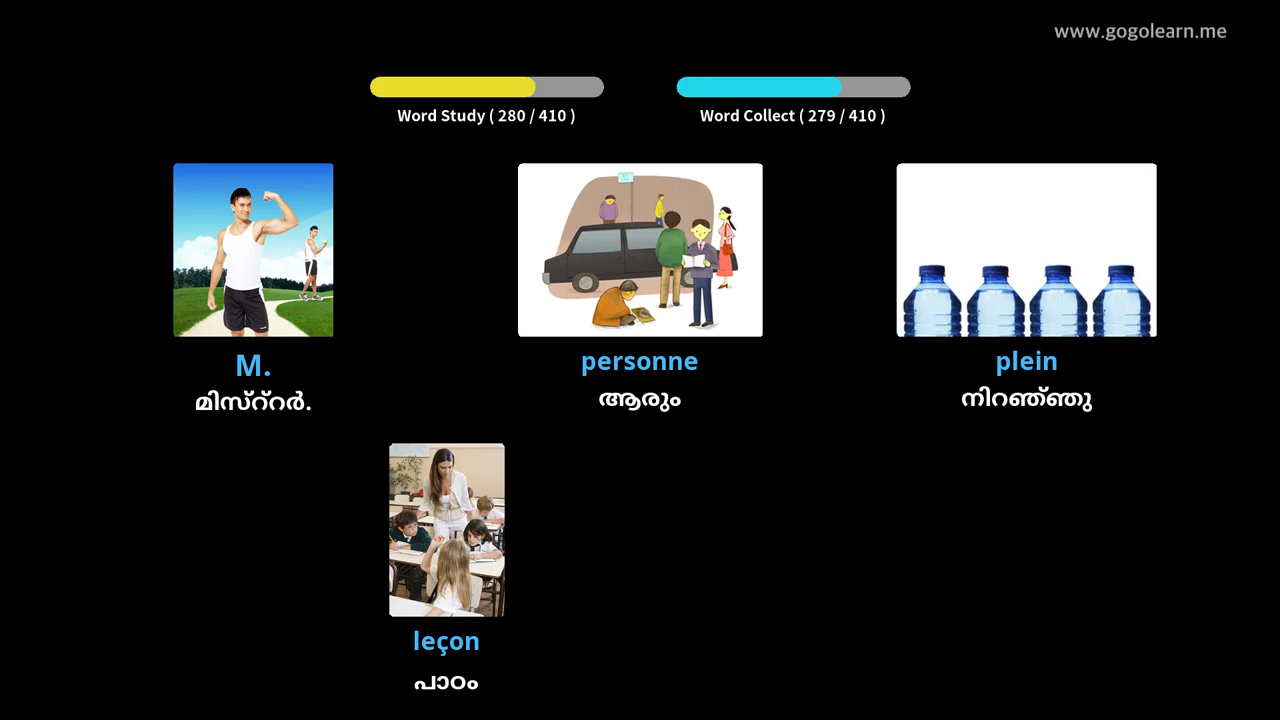 www.gogolearn.me
Word Study ( 280 / 410 )
Word Collect ( 279 / 410 )
M.
മിസ്റ്റർ.
personne
ആരും
plein
നിറഞ്ഞു
leçon
പാഠം